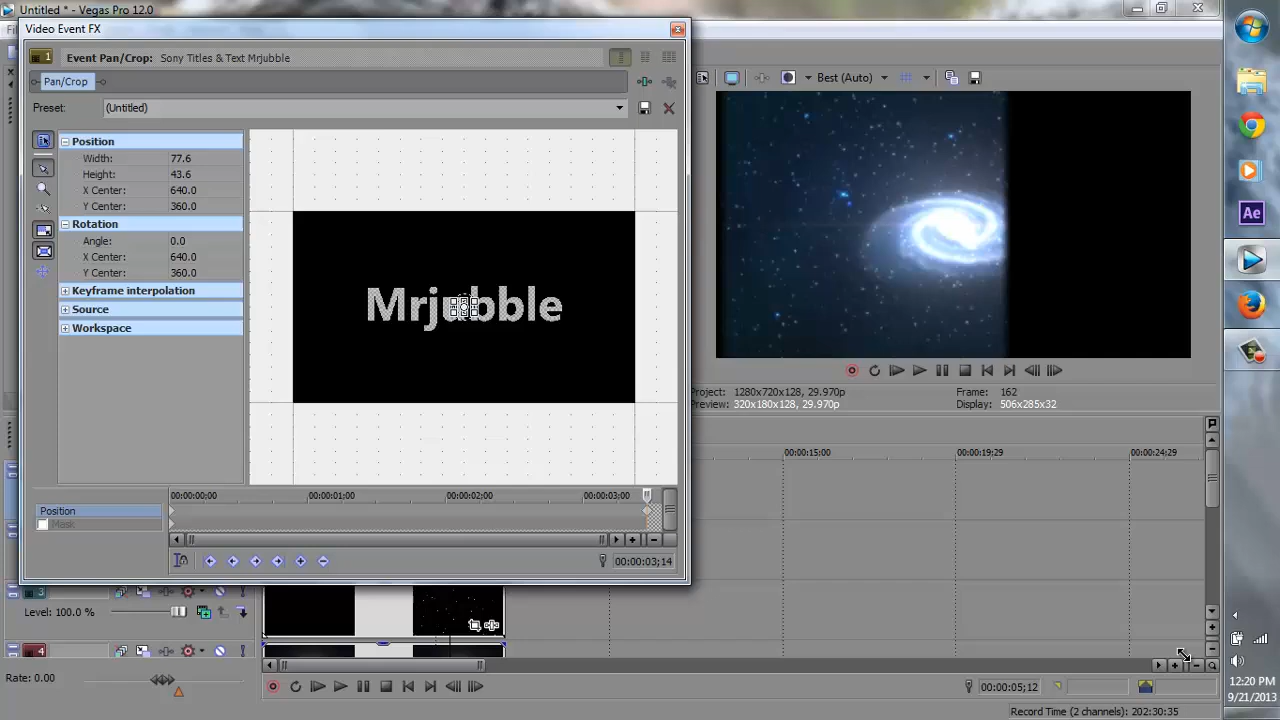 Untitled * - Vegas Pro 12.0
Video Event FX
1
Event Pan/Crop: Sony Titles & Text Mrjubble
Pan/Crop
Preset: (Untitled)
Best (Auto)
Position
Width: 77.6
Height: 43.6
X Center: 640.0
Y Center: 360.0
Rotation
Angle: 0.0
X Center: 640.0
Y Center: 360.0
Keyframe interpolation
Source
Workspace
Mrjubble
Ae
Project: 1280x720x128, 29.970p
Frame: 162
Preview: 320x180x128, 29.970p
Display: 506x285x32
00:00:15:00
00:00:19:29
00:00:24:29
00:00:00:00
00:00:01:00
00:00:02:00
00:00:03:00
Position
Mask
00:00:03;14
3
Level: 100.0 %
4
Rate: 0.00
00:00:05;12
Record Time (2 channels): 202:30:35
12:20 PM
9/21/2013